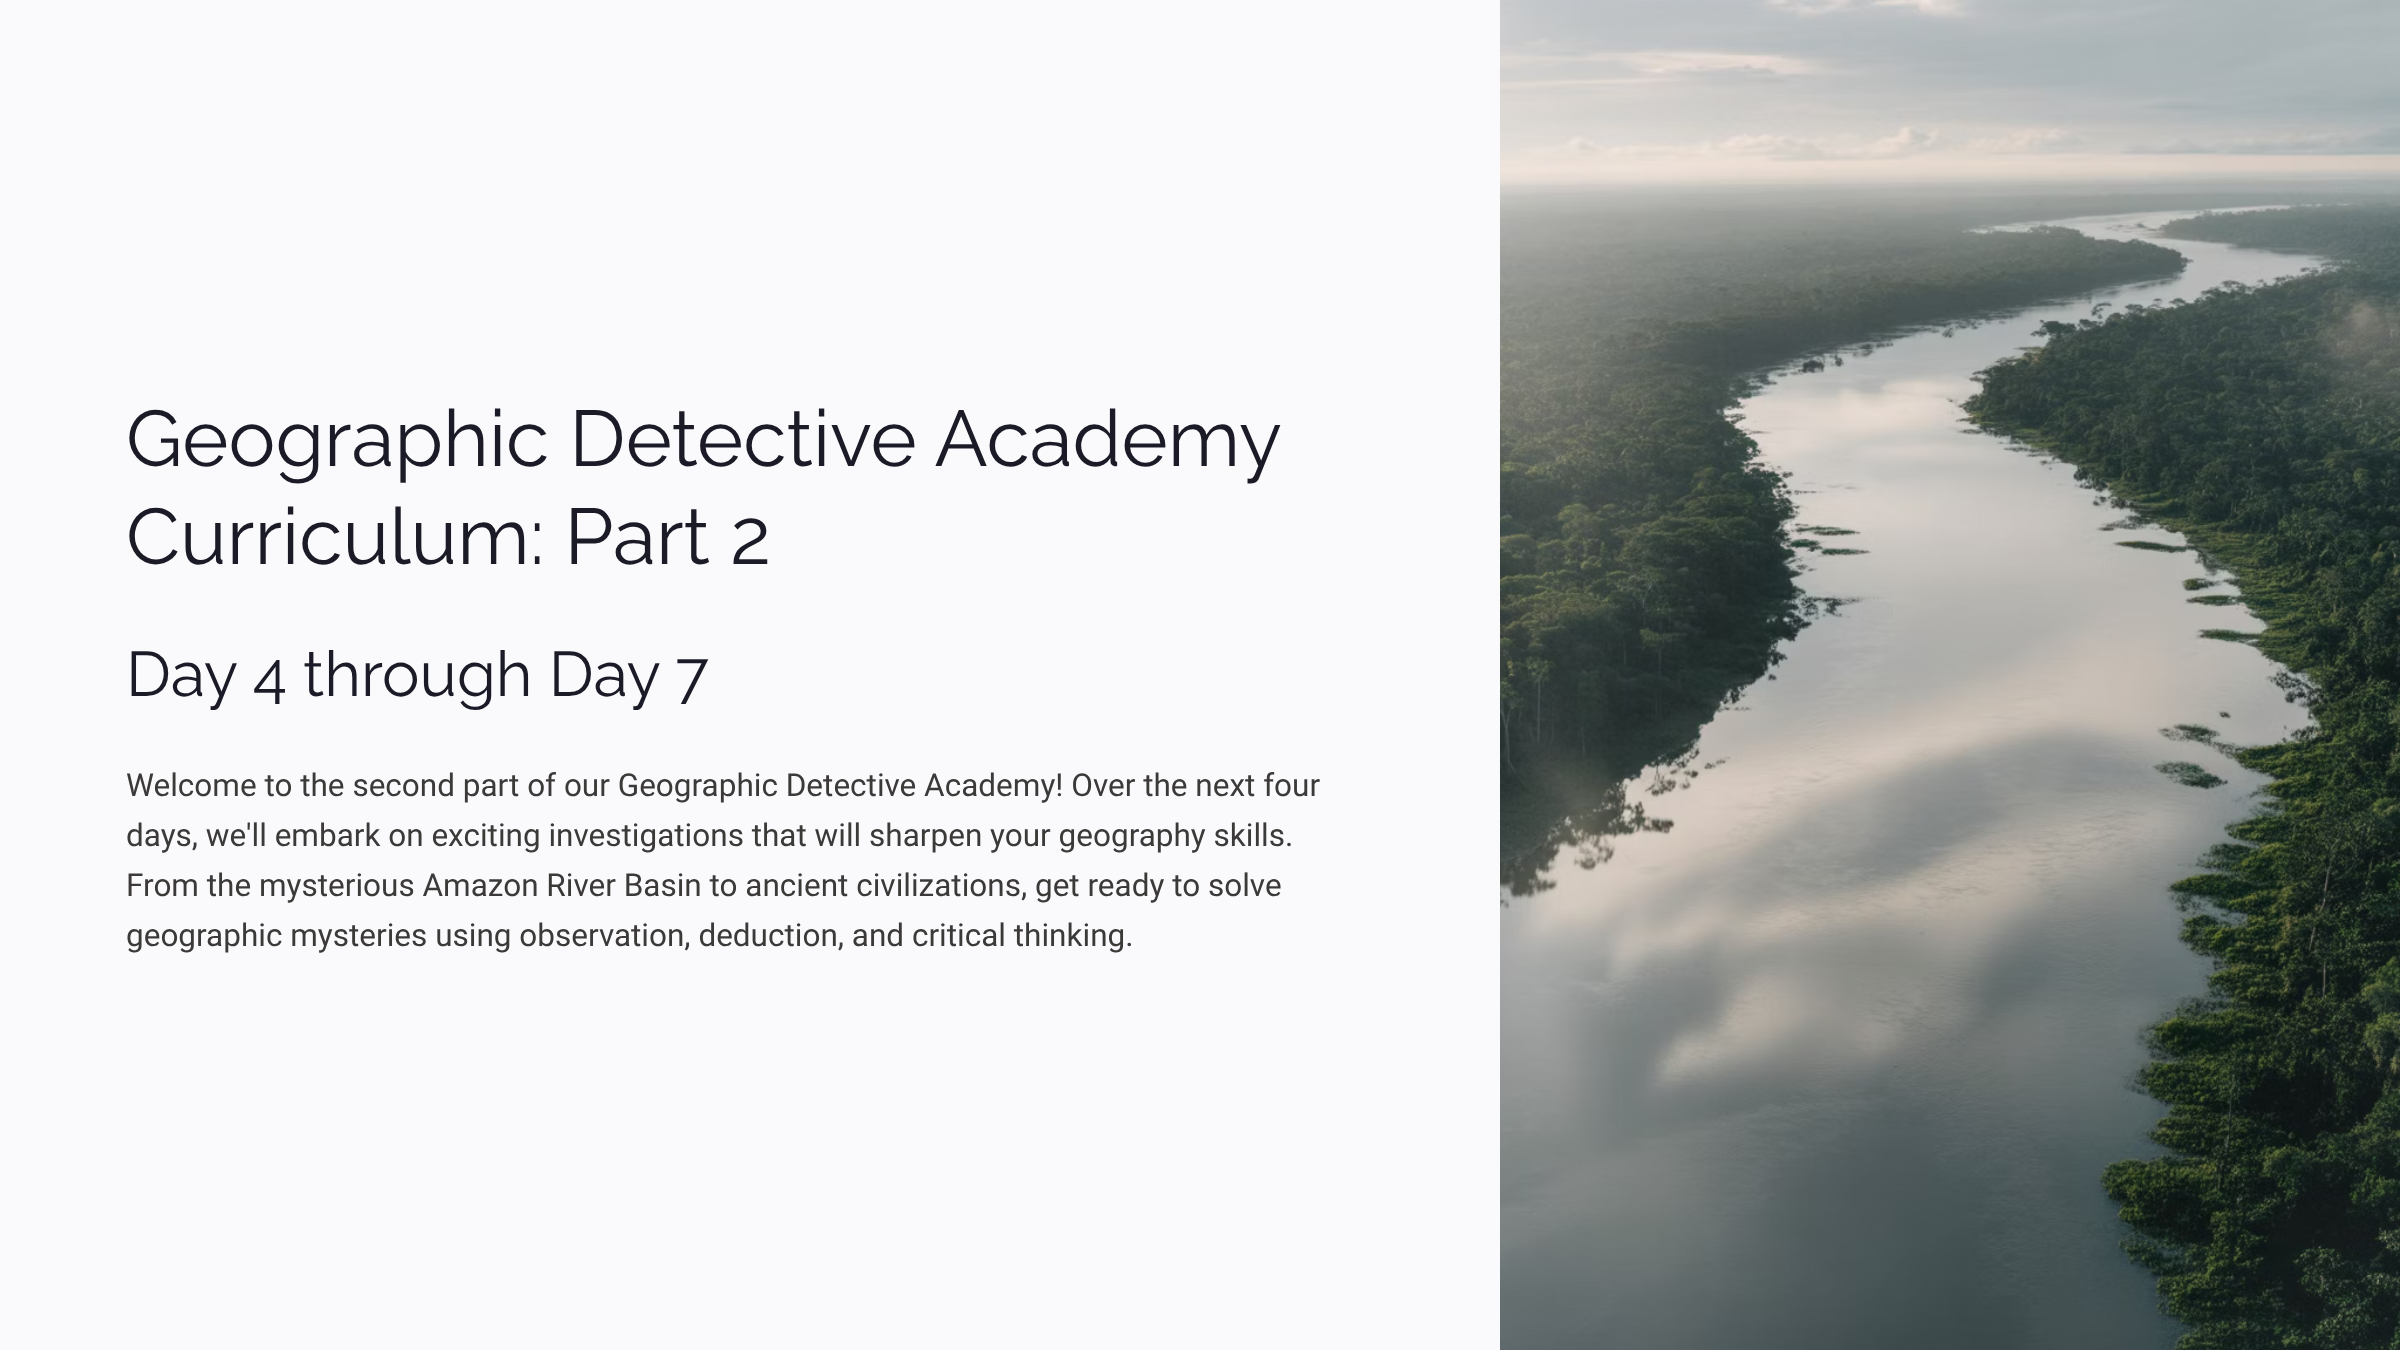 Geographic Detective Academy
Curriculum: Part 2
Day 4 through Day 7
Welcome to the second part of our Geographic Detective Academy! Over the next four
days, we'll embark on exciting investigations that will sharpen your geography skills.
From the mysterious Amazon River Basin to ancient civilizations, get ready to solve
geographic mysteries using observation, deduction, and critical thinking.